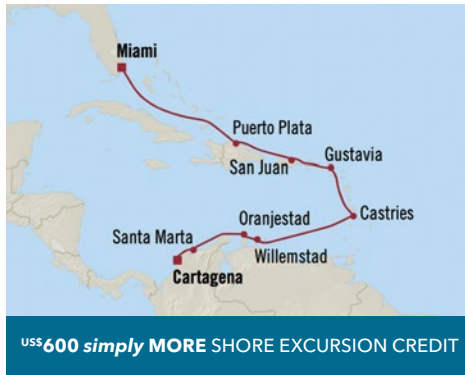 Miami
Puerto Plata
San Juan
Gustavia
Castries
Oranjestad
Willemstad
Santa Marta
Cartagena
US$600 simply MORE SHORE EXCURSION CREDIT